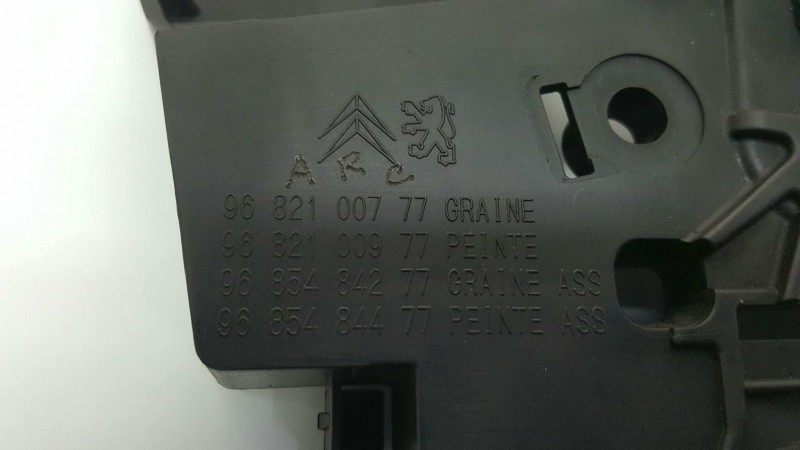 ARC
96 821 007 77 GRAINE
96 821 009 77 PEINTE
96 854 842 77 GRAINE ASS
96 854 844 77 PEINTE ASS